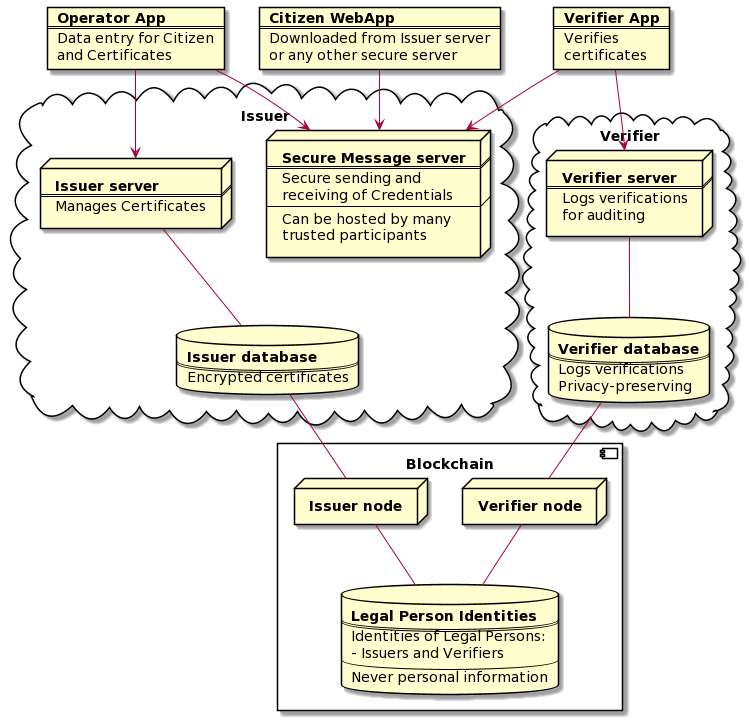 Operator App
Data entry for Citizen
and Certificates
Citizen WebApp
Downloaded from Issuer server
or any other secure server
Verifier App
Verifies
certificates
Issuer
Verifier
Secure Message server
Secure sending and
receiving of Credentials
Can be hosted by many
trusted participants
Issuer server
Manages Certificates
Verifier server
Logs verifications
for auditing
Issuer database
Encrypted certificates
Verifier database
Logs verifications
Privacy-preserving
Blockchain
Issuer node
Verifier node
Legal Person Identities
Identities of Legal Persons:
- Issuers and Verifiers
Never personal information